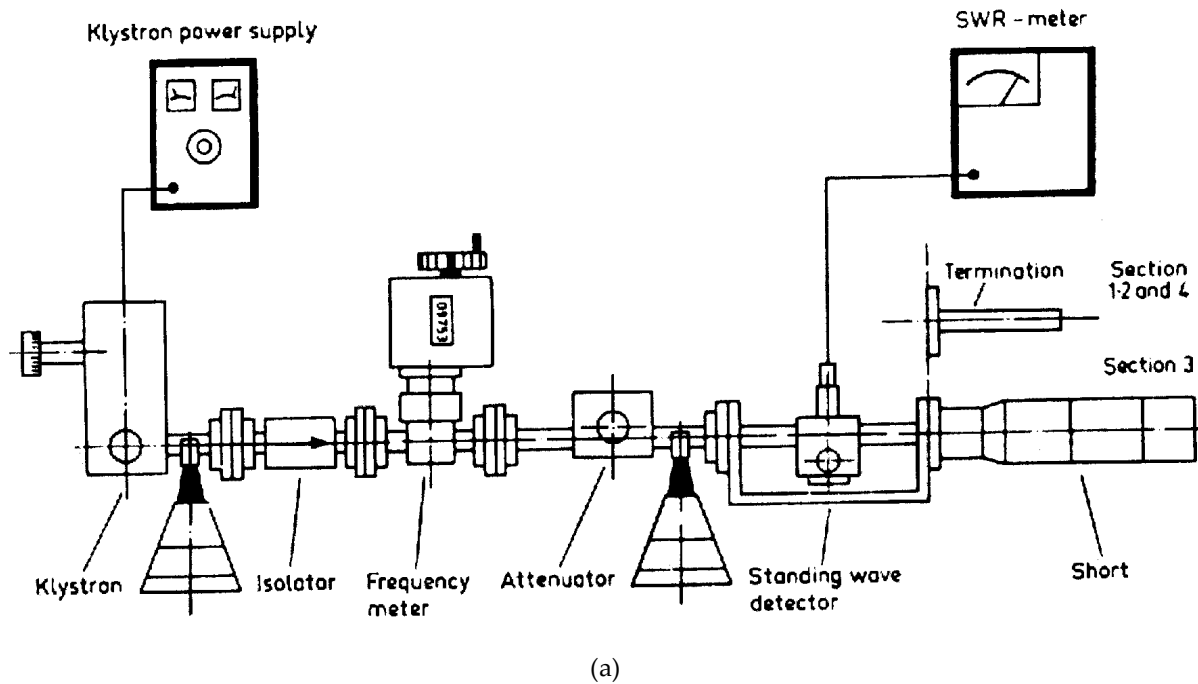 Klystron power supply
SWR - meter
Termination
Section
1·2 and 4
Section 3
09753
Klystron
Isolator
Frequency
meter
Attenuator
Standing wave
detector
Short
(a)